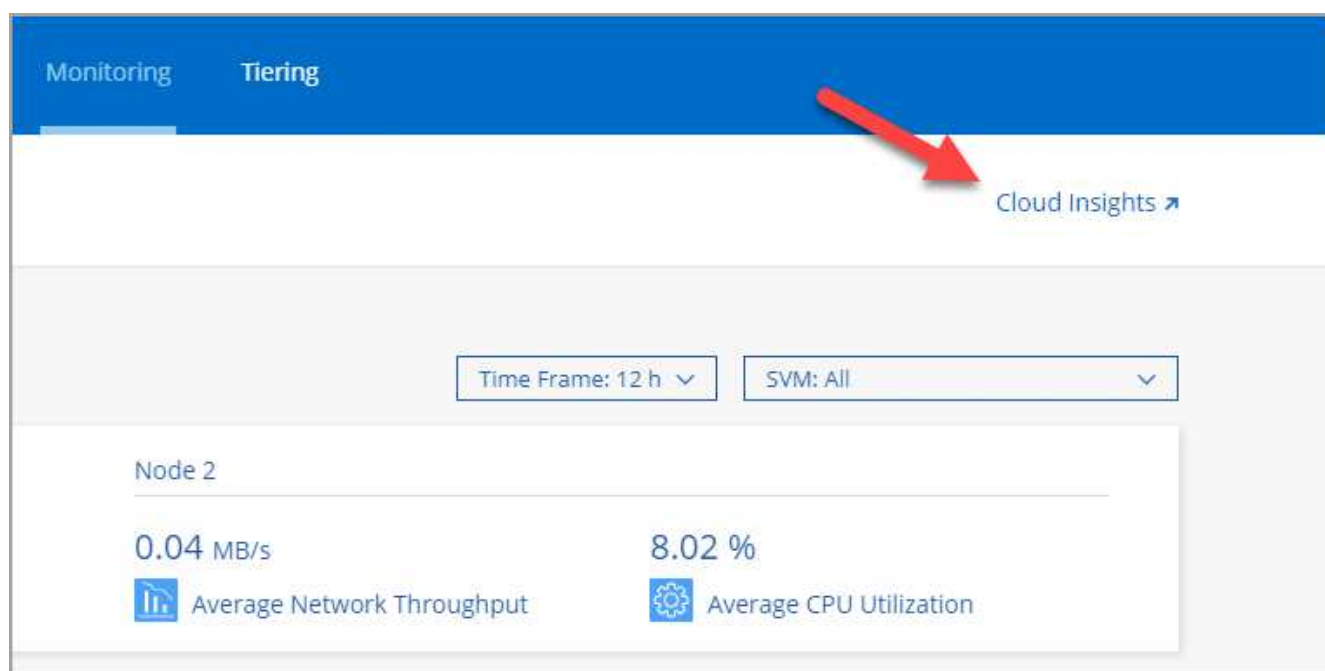 Monitoring Tiering
Cloud Insights
Time Frame: 12 h SVM: All
Node 2
0.04 MB/s 8.02 %
Average Network Throughput Average CPU Utilization